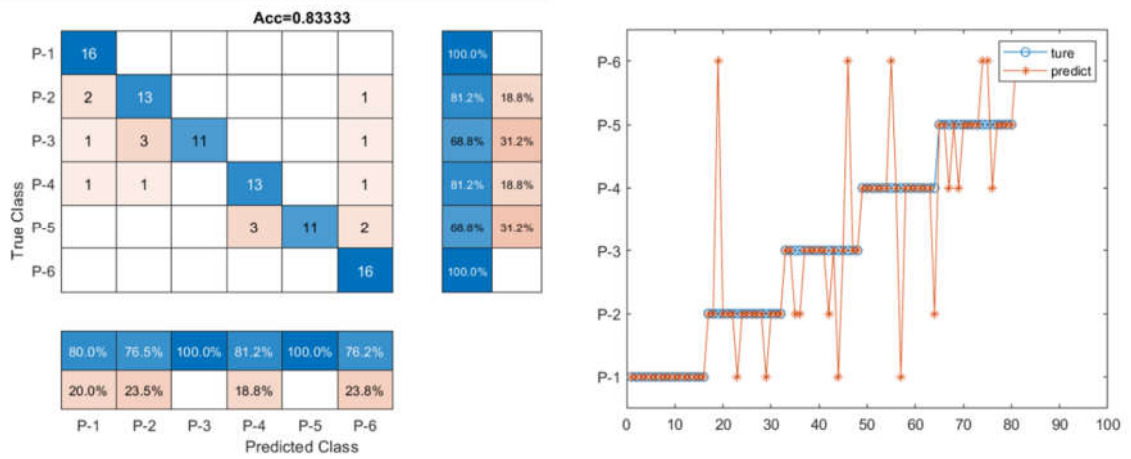 Acc=0.83333
P-1 16 100.0%
P-2 2 13 1 81.2% 18.8%
P-3 1 3 11 1 68.8% 31.2%
P-4 1 1 13 1 81.2% 18.8%
P-5 3 11 2 68.8% 31.2%
P-6 16 100.0%
True Class
80.0% 76.5% 100.0% 81.2% 100.0% 76.2%
20.0% 23.5% 18.8% 23.8%
P-1 P-2 P-3 P-4 P-5 P-6
Predicted Class
ture
predict
P-6
P-5
P-4
P-3
P-2
P-1
0 10 20 30 40 50 60 70 80 90 100